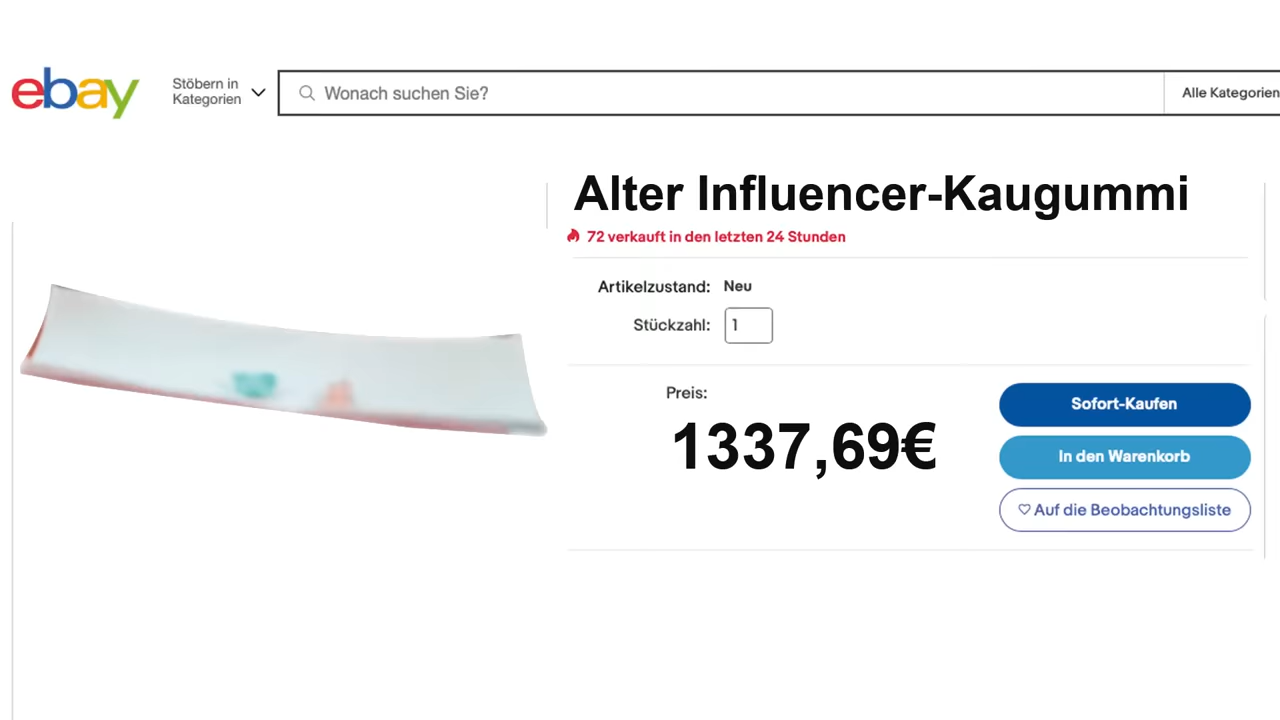 ebay
Stöbern in
Kategorien
Wonach suchen Sie?
Alle Kategorien
Alter Influencer-Kaugummi
72 verkauft in den letzten 24 Stunden
Artikelzustand: Neu
Stückzahl: 1
Preis:
1337,69€
Sofort-Kaufen
In den Warenkorb
Auf die Beobachtungsliste